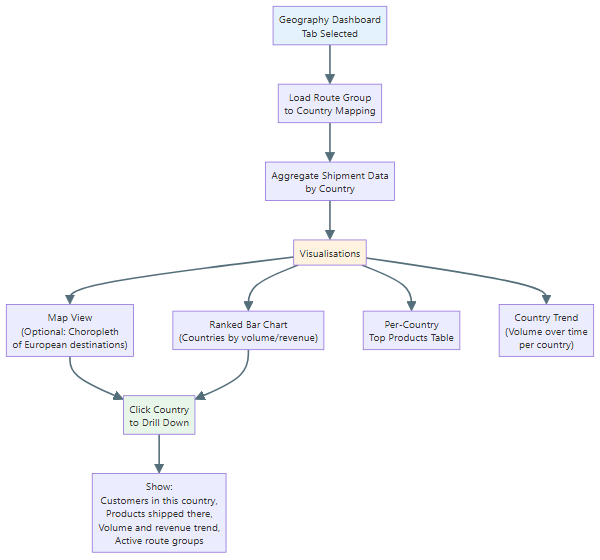 Geography Dashboard
Tab Selected
Load Route Group
to Country Mapping
Aggregate Shipment Data
by Country
Visualisations
Map View
(Optional: Choropleth
of European destinations)
Ranked Bar Chart
(Countries by volume/revenue)
Per-Country
Top Products Table
Country Trend
(Volume over time
per country)
Click Country
to Drill Down
Show:
Customers in this country,
Products shipped there,
Volume and revenue trend,
Active route groups